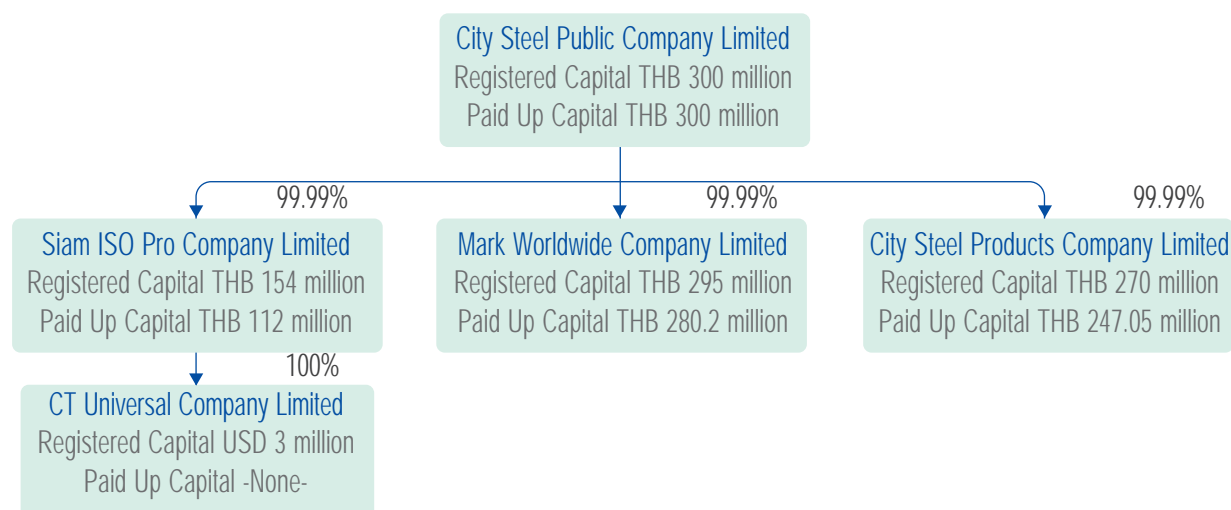 City Steel Public Company Limited
Registered Capital THB 300 million
Paid Up Capital THB 300 million
99.99%
99.99%
99.99%
Siam ISO Pro Company Limited
Registered Capital THB 154 million
Paid Up Capital THB 112 million
Mark Worldwide Company Limited
Registered Capital THB 295 million
Paid Up Capital THB 280.2 million
City Steel Products Company Limited
Registered Capital THB 270 million
Paid Up Capital THB 247.05 million
100%
CT Universal Company Limited
Registered Capital USD 3 million
Paid Up Capital -None-